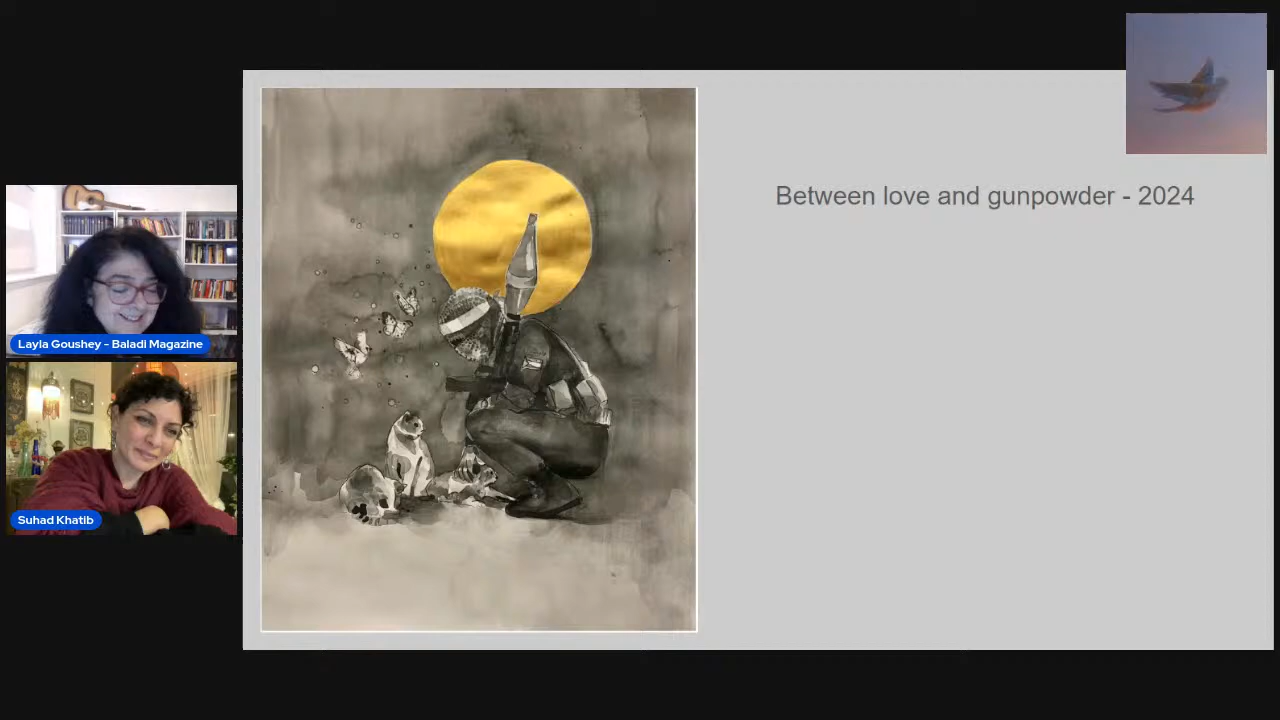 Between love and gunpowder - 2024
Layla Goushey - Baladi Magazine
Suhad Khatib